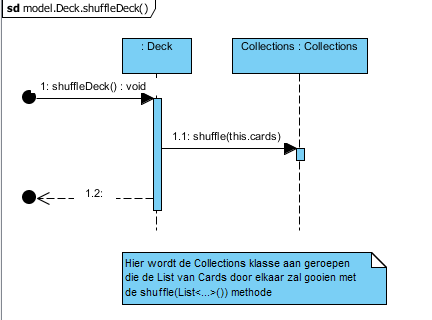 sd model.Deck.shuffleDeck()
: Deck
Collections : Collections
1: shuffleDeck() : void
1.1: shuffle(this.cards)
1.2:
Hier wordt de Collections klasse aan geroepen
die de List van Cards door elkaar zal gooien met
de shuffle(List<...>()) methode